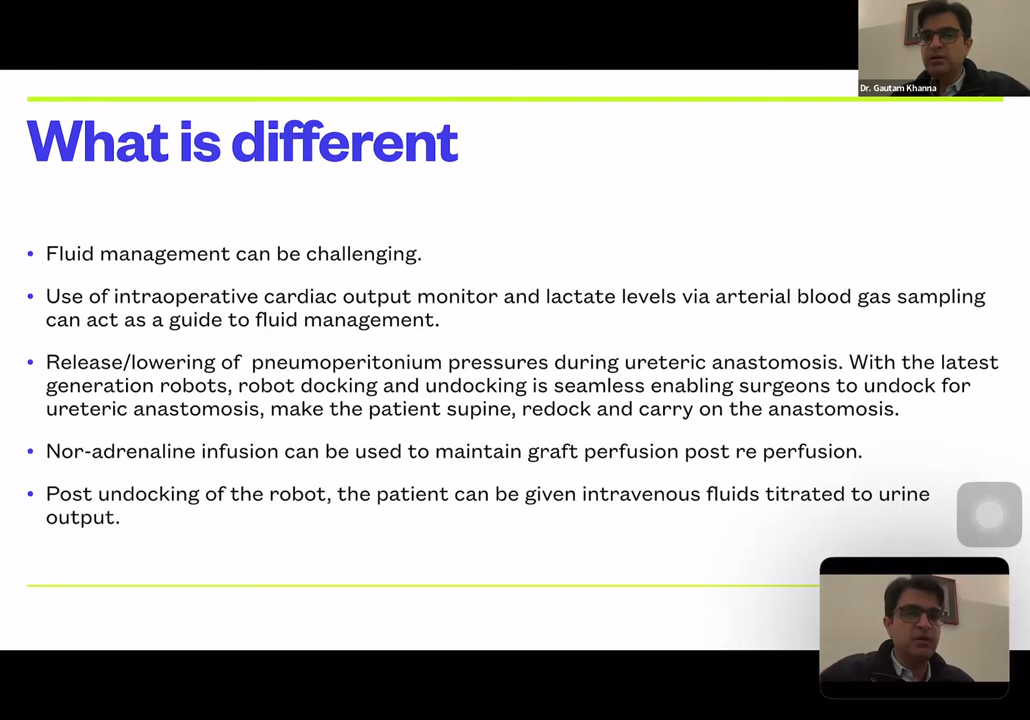 Dr. Gautam Khanna
What is different
• Fluid management can be challenging.
• Use of intraoperative cardiac output monitor and lactate levels via arterial blood gas sampling
can act as a guide to fluid management.
• Release/lowering of pneumoperitonium pressures during ureteric anastomosis. With the latest
generation robots, robot docking and undocking is seamless enabling surgeons to undock for
ureteric anastomosis, make the patient supine, redock and carry on the anastomosis.
• Nor-adrenaline infusion can be used to maintain graft perfusion post re perfusion.
• Post undocking of the robot, the patient can be given intravenous fluids titrated to urine
output.